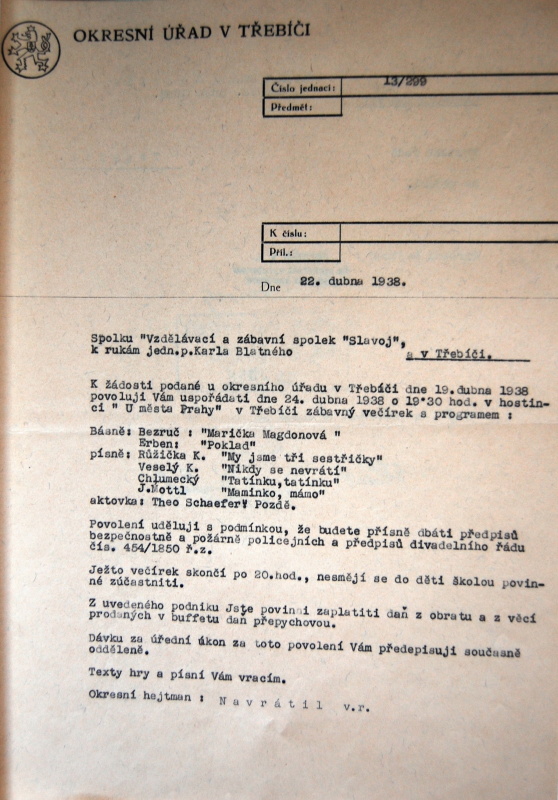 OKRESNÍ ÚŘAD V TŘEBÍČI
Číslo jednací: 13/299
Předmět:
K číslu:
Příl.:
Dne 22. dubna 1938.
Spolku "Vzdělávací a zábavní spolek "Slavoj",
k rukám jedn.p.Karla Blatného a v Třebíči.
K žádosti podané u okresního úřadu v Třebíči dne 19.dubna 1938
povoluji Vám uspořádati dne 24. dubna 1938 o 19'30 hod. v hostin-
ci " U města Prahy" v Třebíči zábavný večírek s programem :
Básně: Bezruč : "Marička Magdonová "
Erben: "Poklad"
písně: Růžička K. "My jsme tři sestřičky"
Veselý K. "Nikdy se nevrátí"
Chlumecký "Tatínku,tatínku"
J.Mottl "Maminko, mámo"
aktovka: Theo Schaefer: Pozdě.
Povolení uděluji s podmínkou, že budete přísně dbáti předpisů
bezpečnostně a požárně policejních a předpisů divadelního řádu
čís. 454/1850 ř.z.
Ježto večírek skončí po 20.hod., nesmějí se do děti školou povin-
né zúčastniti.
Z uvedeného podniku Jste povinni zaplatiti daň z obratu a z věcí
prodaných v buffetu daň přepychovou.
Dávku za úřední úkon za toto povolení Vám předepisuji současně
odděleně.
Texty hry a písní Vám vracím.
Okresní hejtman : Navrátil v.r.